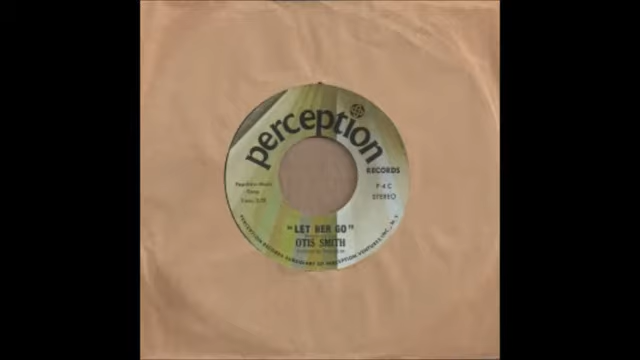 perception
RECORDS
P-4 C
STEREO
"LET HER GO"
OTIS SMITH
PERCEPTION RECORDS SUBSIDIARY OF PERCEPTION VENTURES INC., N.Y.